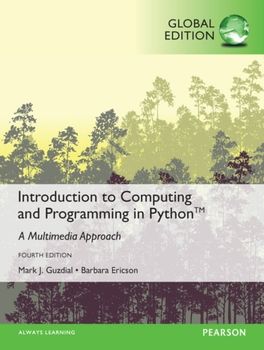 GLOBAL
EDITION
Introduction to Computing
and Programming in Python™
A Multimedia Approach
FOURTH EDITION
Mark J. Guzdial • Barbara Ericson
ALWAYS LEARNING
PEARSON